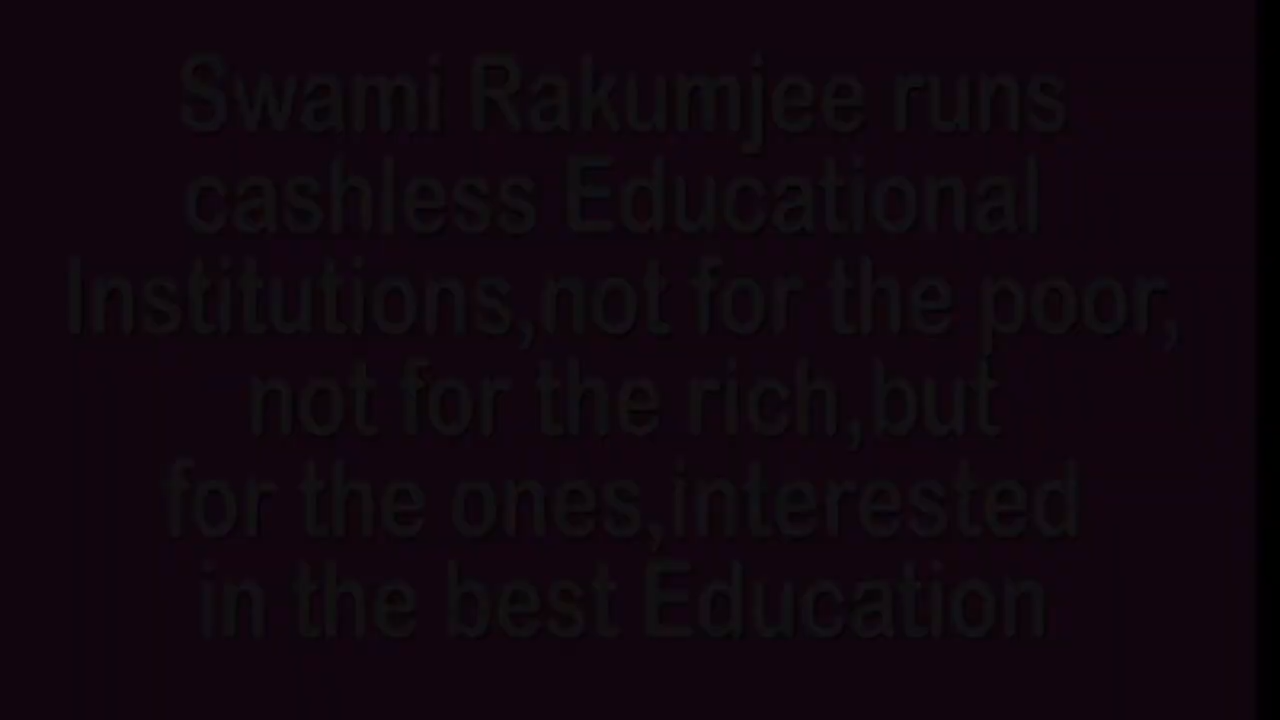 Swami Rakumjee runs
cashless Educational
Institutions,not for the poor,
not for the rich,but
for the ones,interested
in the best Education